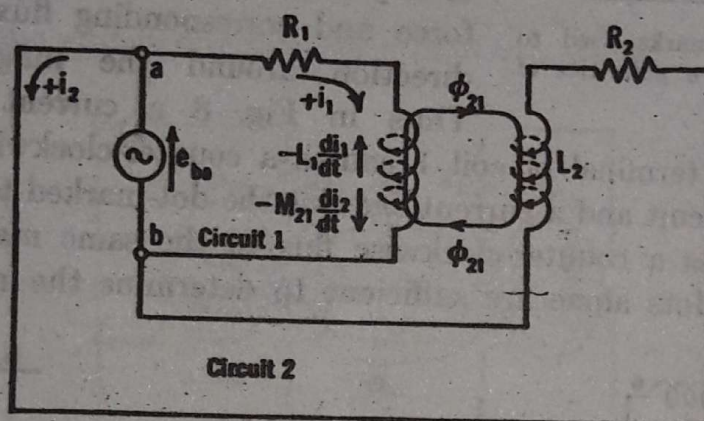 R₁
R₂
+i₂
a
+i₁
ϕ₂₁
-L₁ di₁/dt
e_ba
L₂
-M₂₁ di₂/dt
b
Circuit 1
ϕ₂₁
Circuit 2